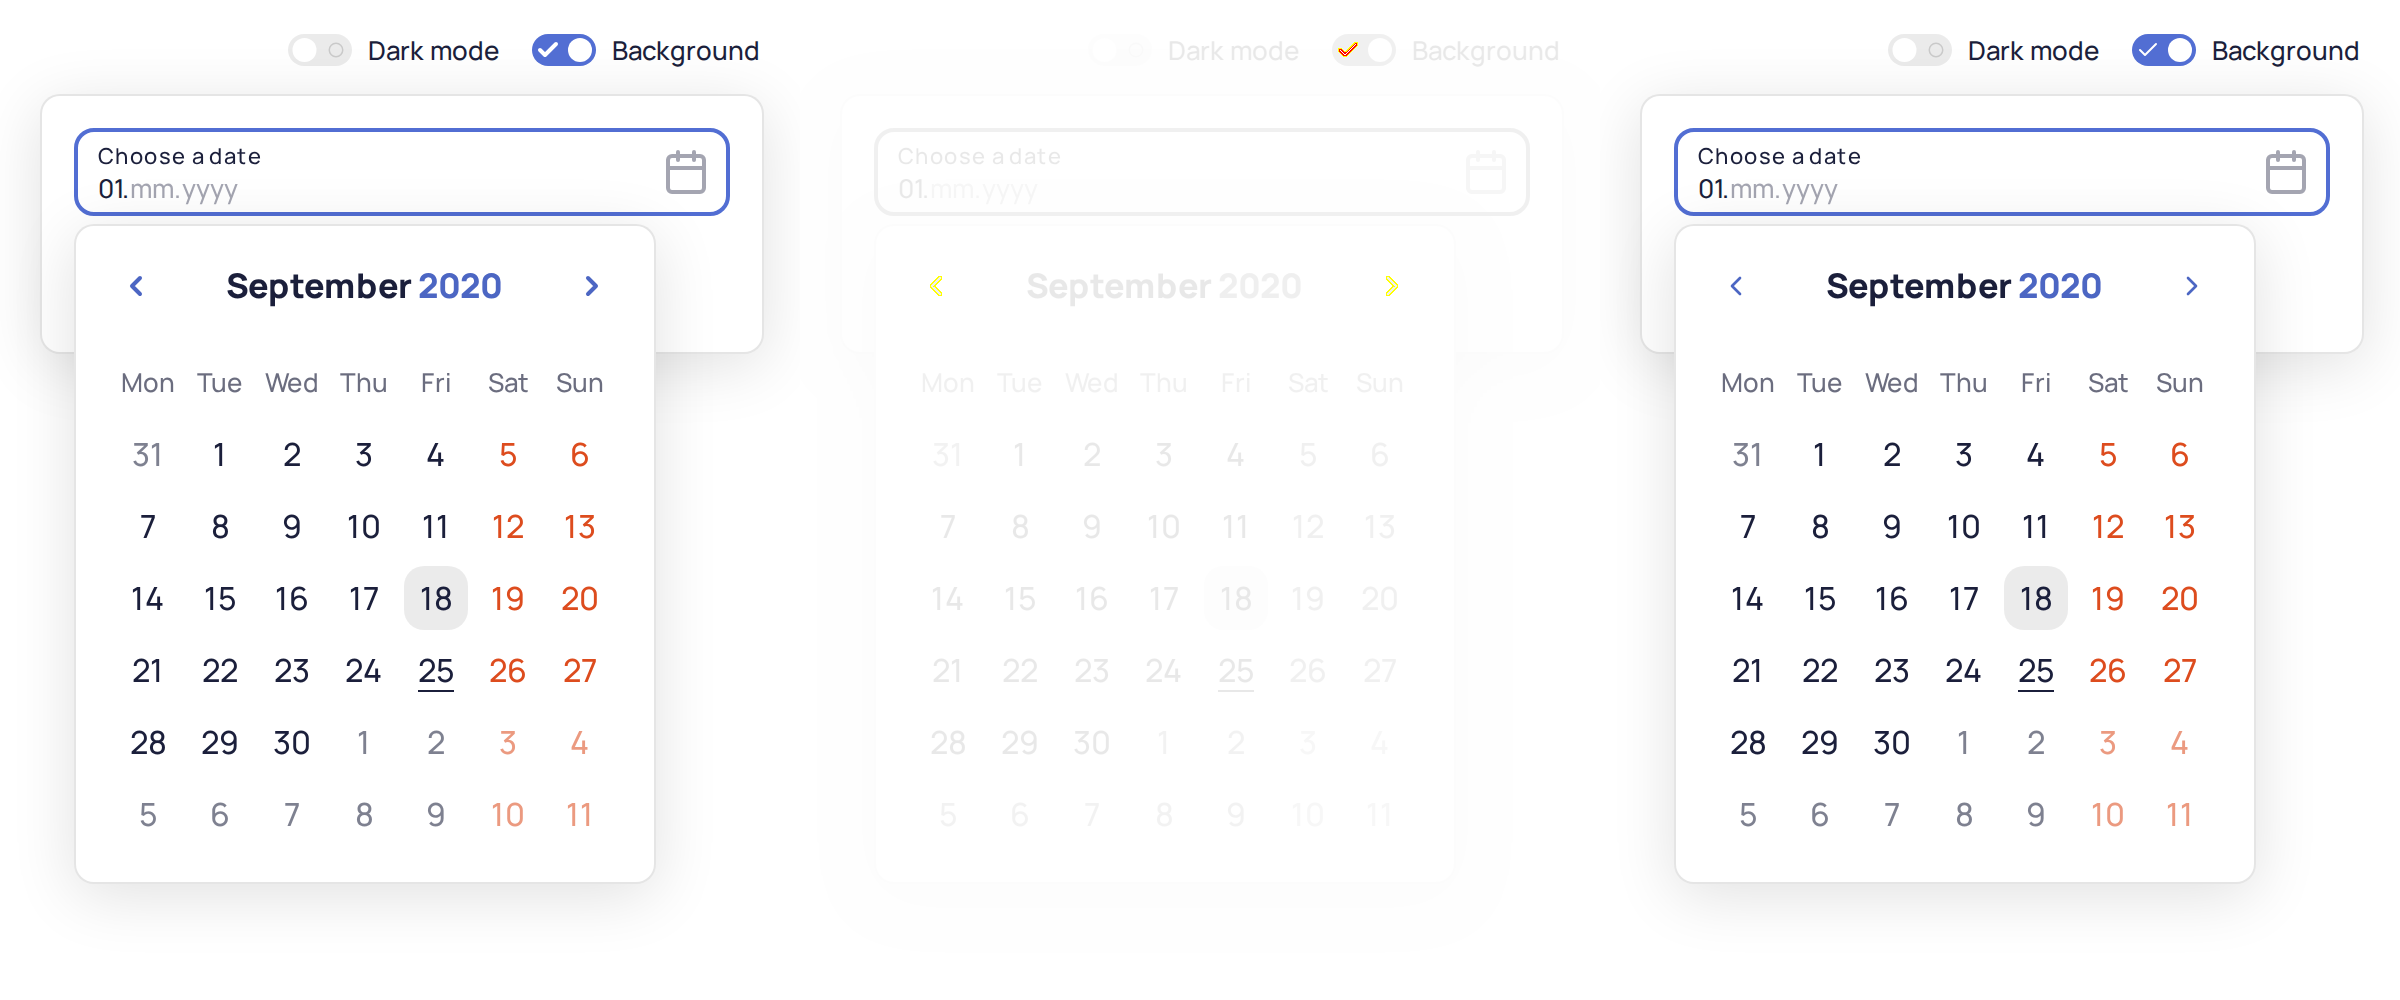 Dark mode Background
Choose a date
01.mm.yyyy
September 2020
Mon Tue Wed Thu Fri Sat Sun
31 1 2 3 4 5 6
7 8 9 10 11 12 13
14 15 16 17 18 19 20
21 22 23 24 25 26 27
28 29 30 1 2 3 4
5 6 7 8 9 10 11
Dark mode Background
Choose a date
01.mm.yyyy
September 2020
Mon Tue Wed Thu Fri Sat Sun
31 1 2 3 4 5 6
7 8 9 10 11 12 13
14 15 16 17 18 19 20
21 22 23 24 25 26 27
28 29 30 1 2 3 4
5 6 7 8 9 10 11
Dark mode Background
Choose a date
01.mm.yyyy
September 2020
Mon Tue Wed Thu Fri Sat Sun
31 1 2 3 4 5 6
7 8 9 10 11 12 13
14 15 16 17 18 19 20
21 22 23 24 25 26 27
28 29 30 1 2 3 4
5 6 7 8 9 10 11